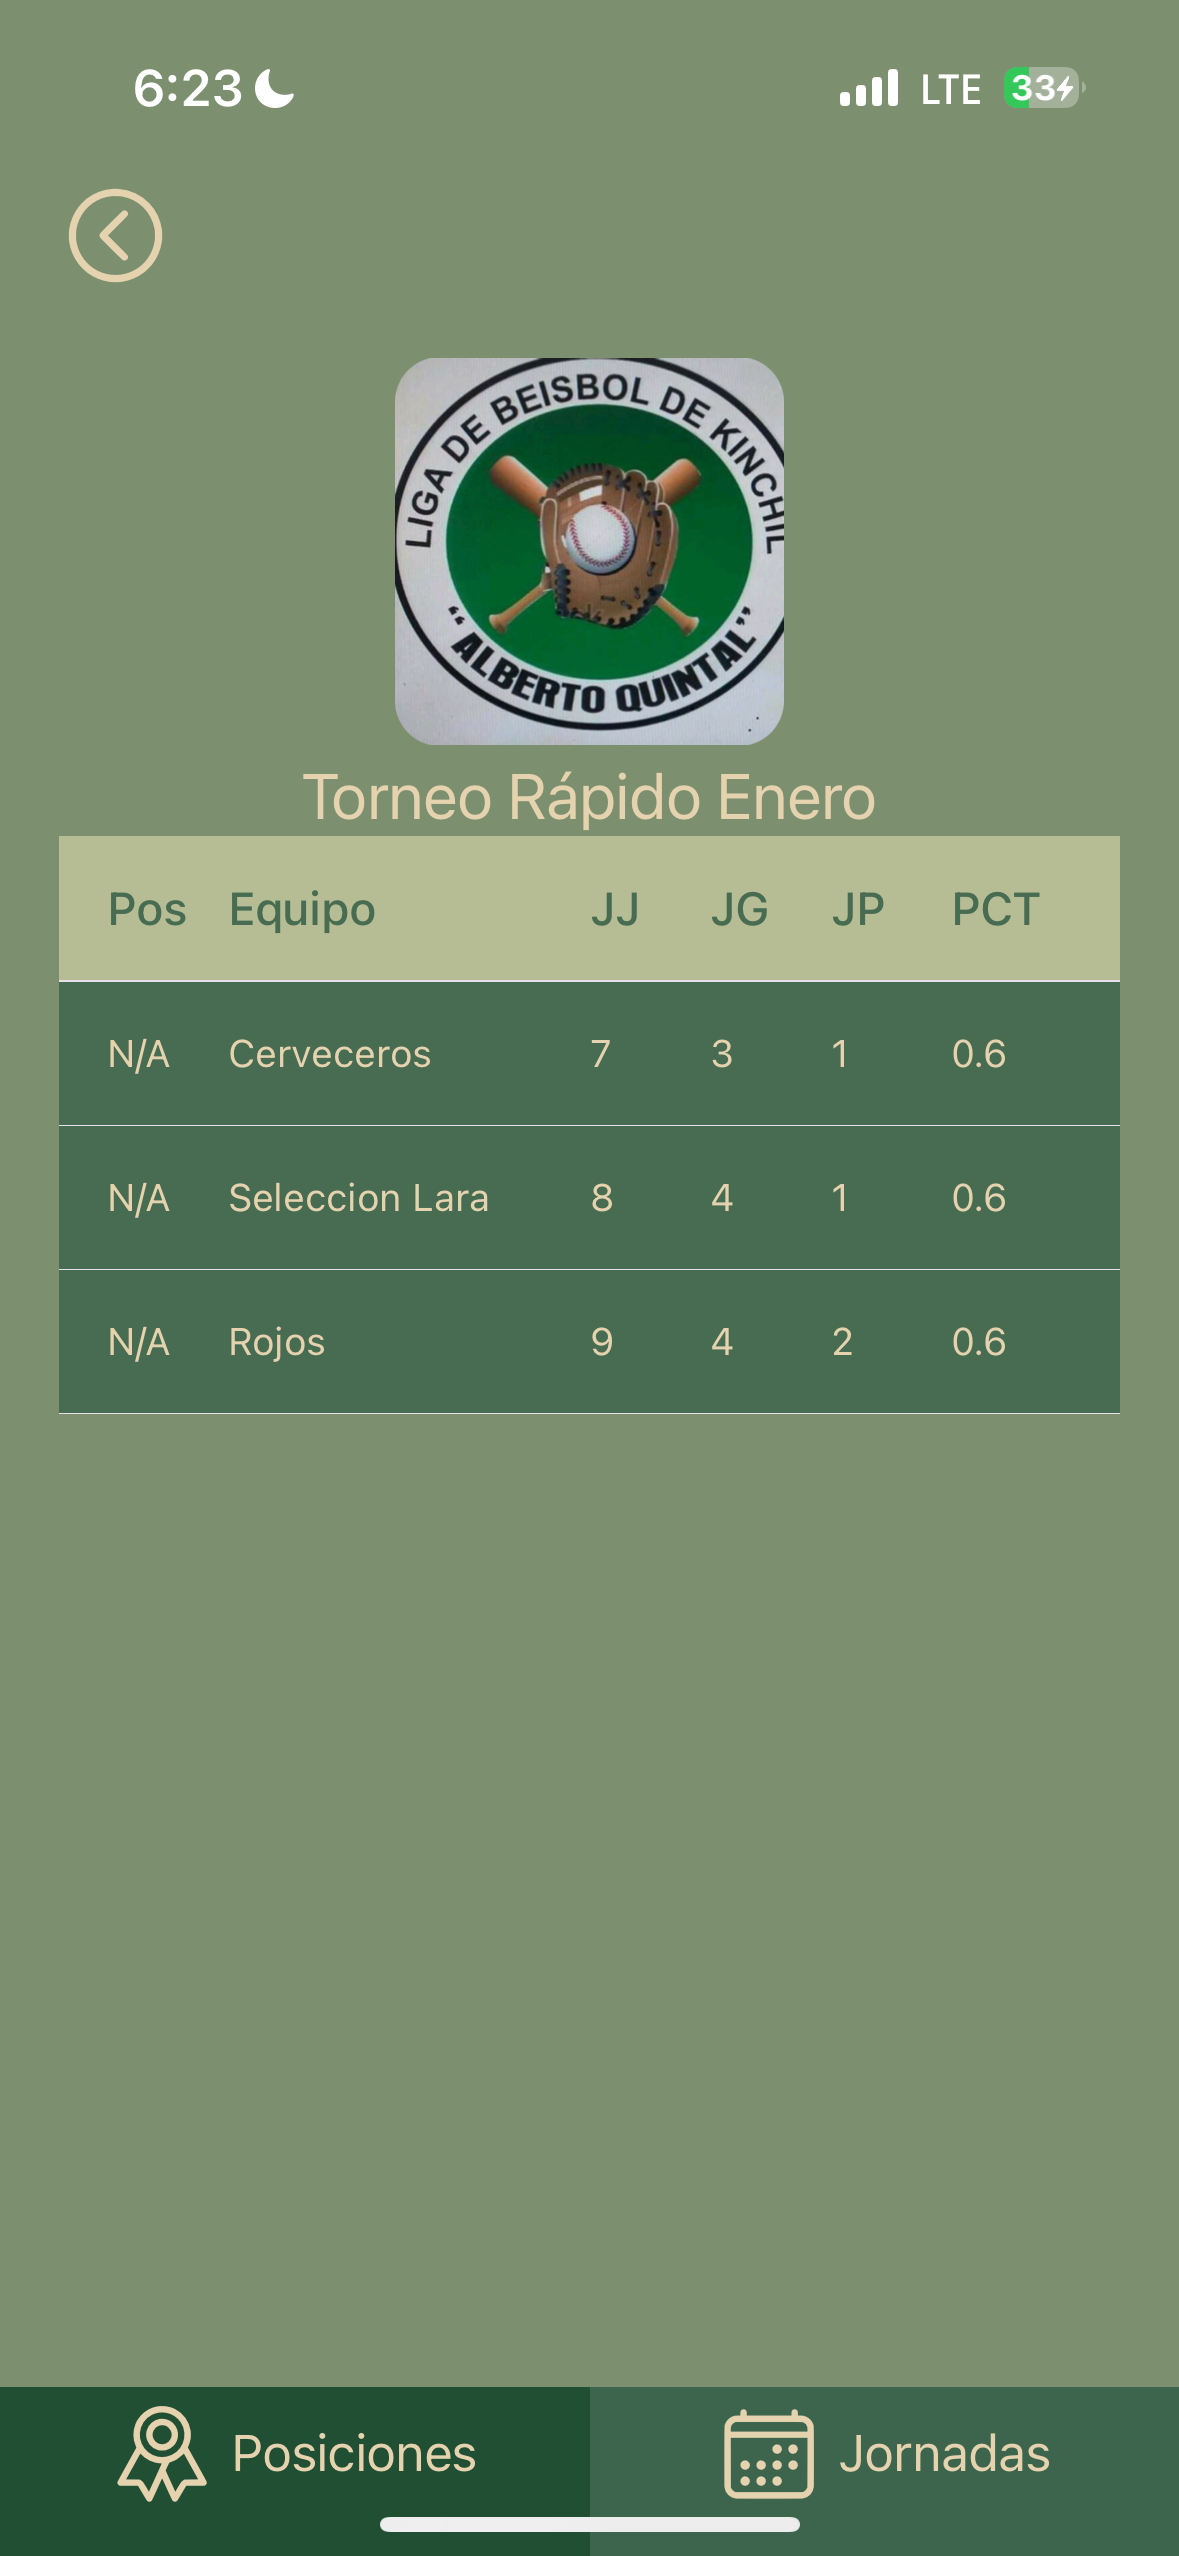 6:23 LTE 33
LIGA DE BEISBOL DE KINCHIL
"ALBERTO QUINTAL"
Torneo Rápido Enero
Pos Equipo JJ JG JP PCT
N/A Cerveceros 7 3 1 0.6
N/A Seleccion Lara 8 4 1 0.6
N/A Rojos 9 4 2 0.6
Posiciones Jornadas